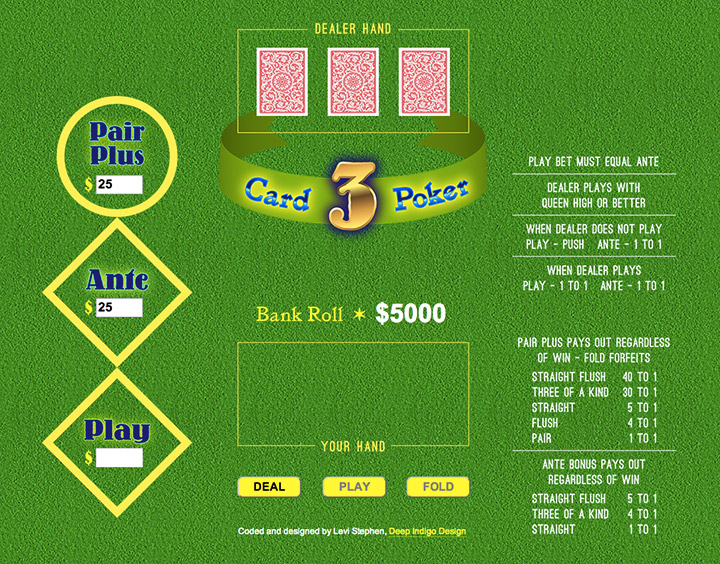 DEALER HAND
Card 3 Poker
Pair
Plus
$ 25
Ante
$ 25
Play
$
Bank Roll ✶ $5000
YOUR HAND
DEAL
PLAY
FOLD
Coded and designed by Levi Stephen, Deep Indigo Design
PLAY BET MUST EQUAL ANTE
DEALER PLAYS WITH
QUEEN HIGH OR BETTER
WHEN DEALER DOES NOT PLAY
PLAY - PUSH ANTE - 1 TO 1
WHEN DEALER PLAYS
PLAY - 1 TO 1 ANTE - 1 TO 1
PAIR PLUS PAYS OUT REGARDLESS
OF WIN - FOLD FORFEITS
STRAIGHT FLUSH 40 TO 1
THREE OF A KIND 30 TO 1
STRAIGHT 5 TO 1
FLUSH 4 TO 1
PAIR 1 TO 1
ANTE BONUS PAYS OUT
REGARDLESS OF WIN
STRAIGHT FLUSH 5 TO 1
THREE OF A KIND 4 TO 1
STRAIGHT 1 TO 1